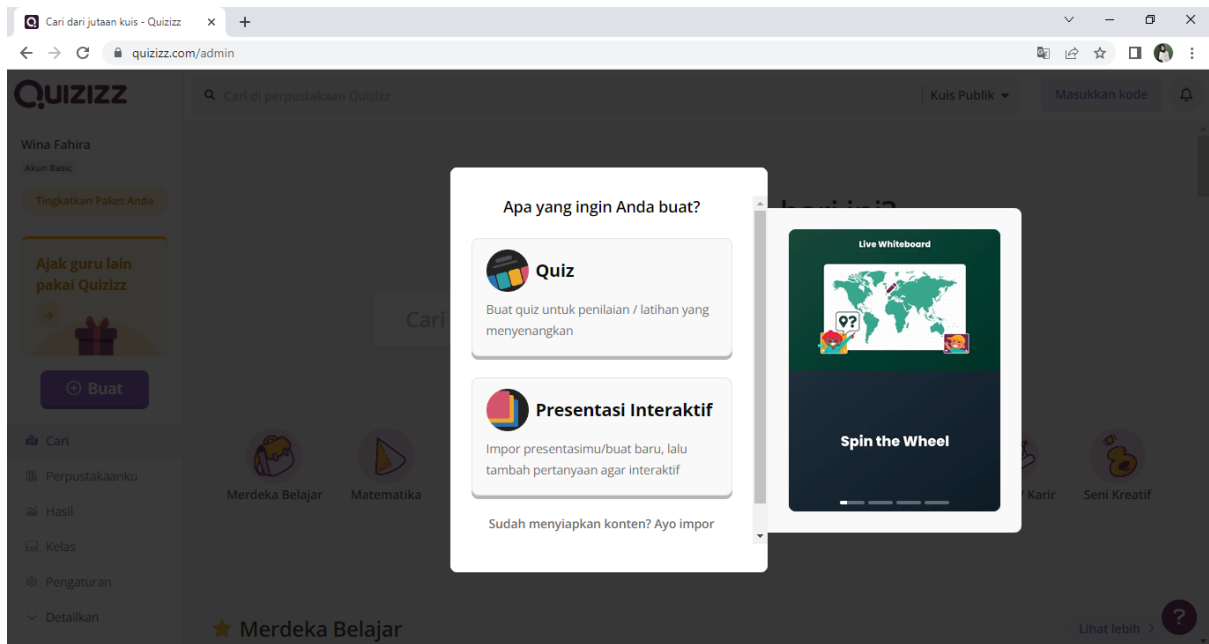 Cari dari jutaan kuis - Quizizz
quizizz.com/admin
QUIZIZZ
Cari di perpustakaan Quizizz
Kuis Publik
Masukkan kode
Wina Fahira
Akun Basic
Tingkatkan Paket Anda
Ajak guru lain
pakai Quizizz
Buat
Cari
Perpustakaanku
Hasil
Kelas
Pengaturan
Detailkan
hari ini?
Cari
Apa yang ingin Anda buat?
Quiz
Buat quiz untuk penilaian / latihan yang
menyenangkan
Presentasi Interaktif
Impor presentasimu/buat baru, lalu
tambah pertanyaan agar interaktif
Sudah menyiapkan konten? Ayo impor
Live Whiteboard
?
Spin the Wheel
Merdeka Belajar
Matematika
Karir
Seni Kreatif
Merdeka Belajar
Lihat lebih >
?